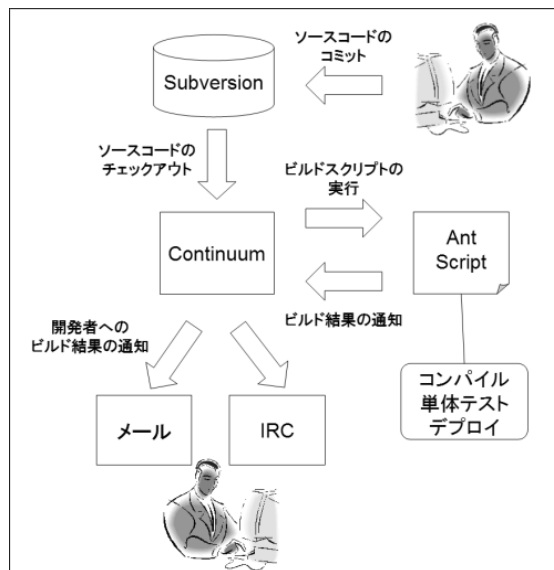 ソースコードの
コミット
Subversion
ソースコードの
チェックアウト
ビルドスクリプトの
実行
Continuum
Ant
Script
ビルド結果の通知
開発者への
ビルド結果の通知
コンパイル
単体テスト
デプロイ
メール
IRC